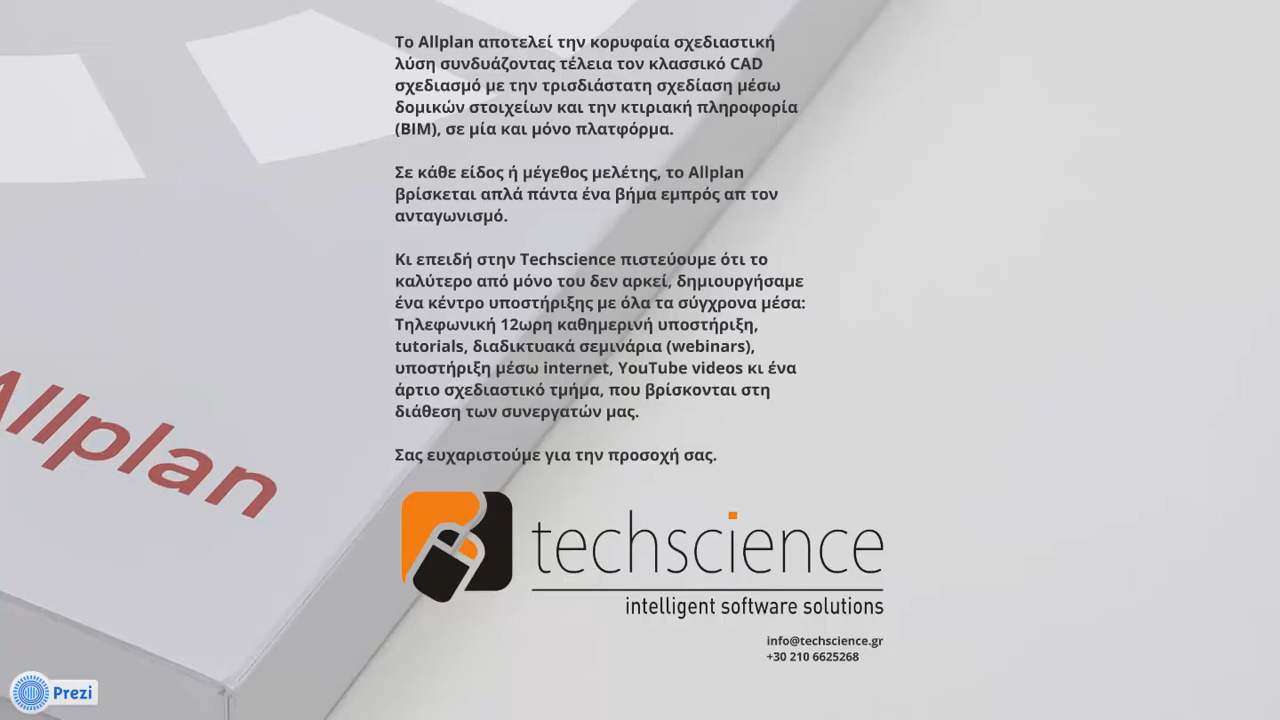 Το Allplan αποτελεί την κορυφαία σχεδιαστική
λύση συνδυάζοντας τέλεια τον κλασσικό CAD
σχεδιασμό με την τρισδιάστατη σχεδίαση μέσω
δομικών στοιχείων και την κτιριακή πληροφορία
(BIM), σε μία και μόνο πλατφόρμα.
Σε κάθε είδος ή μέγεθος μελέτης, το Allplan
βρίσκεται απλά πάντα ένα βήμα εμπρός απ τον
ανταγωνισμό.
Κι επειδή στην Techscience πιστεύουμε ότι το
καλύτερο από μόνο του δεν αρκεί, δημιουργήσαμε
ένα κέντρο υποστήριξης με όλα τα σύγχρονα μέσα:
Τηλεφωνική 12ωρη καθημερινή υποστήριξη,
tutorials, διαδικτυακά σεμινάρια (webinars),
υποστήριξη μέσω internet, YouTube videos κι ένα
άρτιο σχεδιαστικό τμήμα, που βρίσκονται στη
διάθεση των συνεργατών μας.
Σας ευχαριστούμε για την προσοχή σας.
Allplan
techscience
intelligent software solutions
info@techscience.gr
+30 210 6625268
Prezi